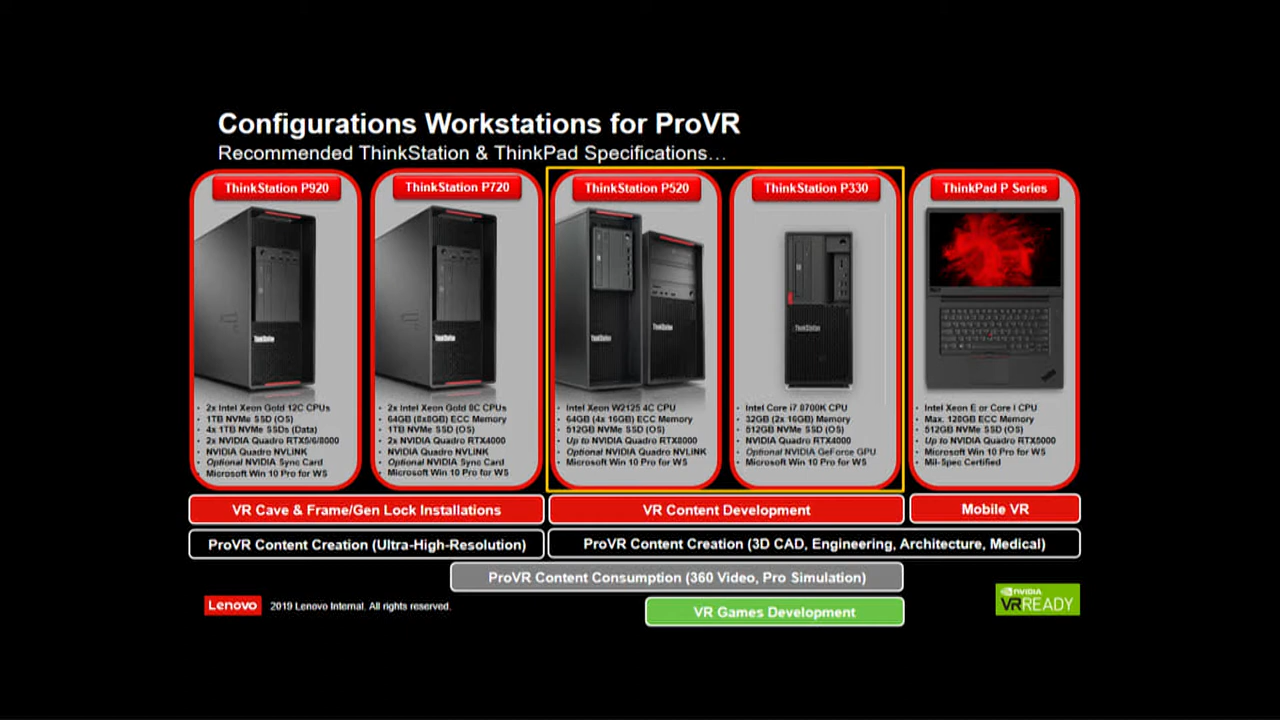 Configurations Workstations for ProVR
Recommended ThinkStation & ThinkPad Specifications…
ThinkStation P920
ThinkStation
• 2x Intel Xeon Gold 12C CPUs
• 1TB NVME SSD (OS)
• 4x 1TB NVMe SSDs (Data)
• 2x NVIDIA Quadro RTX5/6/8000
• NVIDIA Quadro NVLINK
• Optional NVIDIA Sync Card
• Microsoft Win 10 Pro for WS
ThinkStation P720
ThinkStation
• 2x Intel Xeon Gold 8C CPUs
• 64GB (8x8GB) ECC Memory
• 1TB NVME SSD (OS)
• 2x NVIDIA Quadro RTX4000
• NVIDIA Quadro NVLINK
• Optional NVIDIA Sync Card
• Microsoft Win 10 Pro for WS
ThinkStation P520
ThinkStation
ThinkStation
• Intel Xeon W2125 4C CPU
• 64GB (4x 16GB) ECC Memory
• 512GB NVME SSD (OS)
• Up to NVIDIA Quadro RTX8000
• Optional NVIDIA Quadro NVLINK
• Microsoft Win 10 Pro for WS
ThinkStation P330
ThinkStation
• Intel Core i7 8700K CPU
• 32GB (2x 16GB) Memory
• 512GB NVME SSD (OS)
• NVIDIA Quadro RTX4000
• Optional NVIDIA GeForce GPU
• Microsoft Win 10 Pro for WS
ThinkPad P Series
• Intel Xeon E or Core I CPU
• Max. 128GB ECC Memory
• 512GB NVME SSD (OS)
• Up to NVIDIA Quadro RTX5000
• Microsoft Win 10 Pro for WS
• Mil-Spec Certified
VR Cave & Frame/Gen Lock Installations
VR Content Development
Mobile VR
ProVR Content Creation (Ultra-High-Resolution)
ProVR Content Creation (3D CAD, Engineering, Architecture, Medical)
ProVR Content Consumption (360 Video, Pro Simulation)
VR Games Development
Lenovo
2019 Lenovo Internal. All rights reserved.
NVIDIA
VR READY